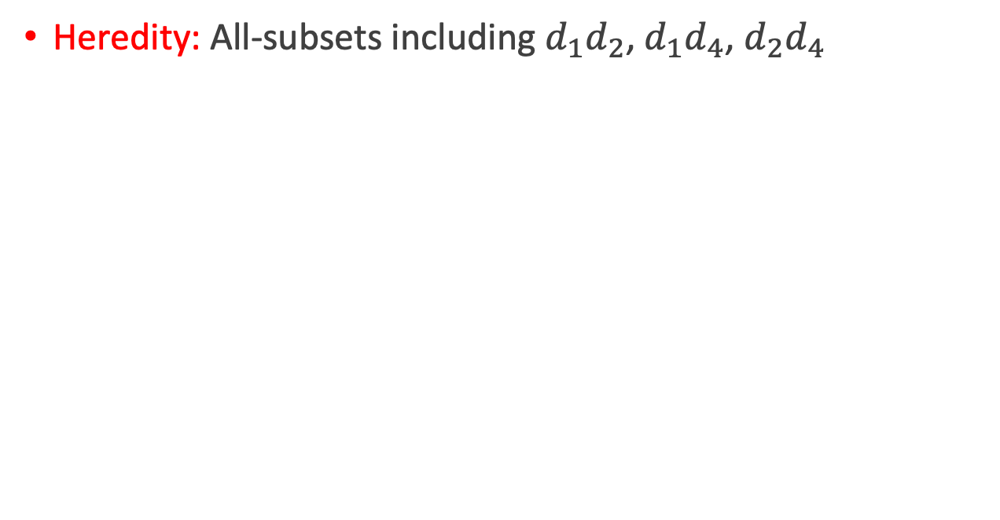 • Heredity: All-subsets including 𝑑₁𝑑₂, 𝑑₁𝑑₄, 𝑑₂𝑑₄